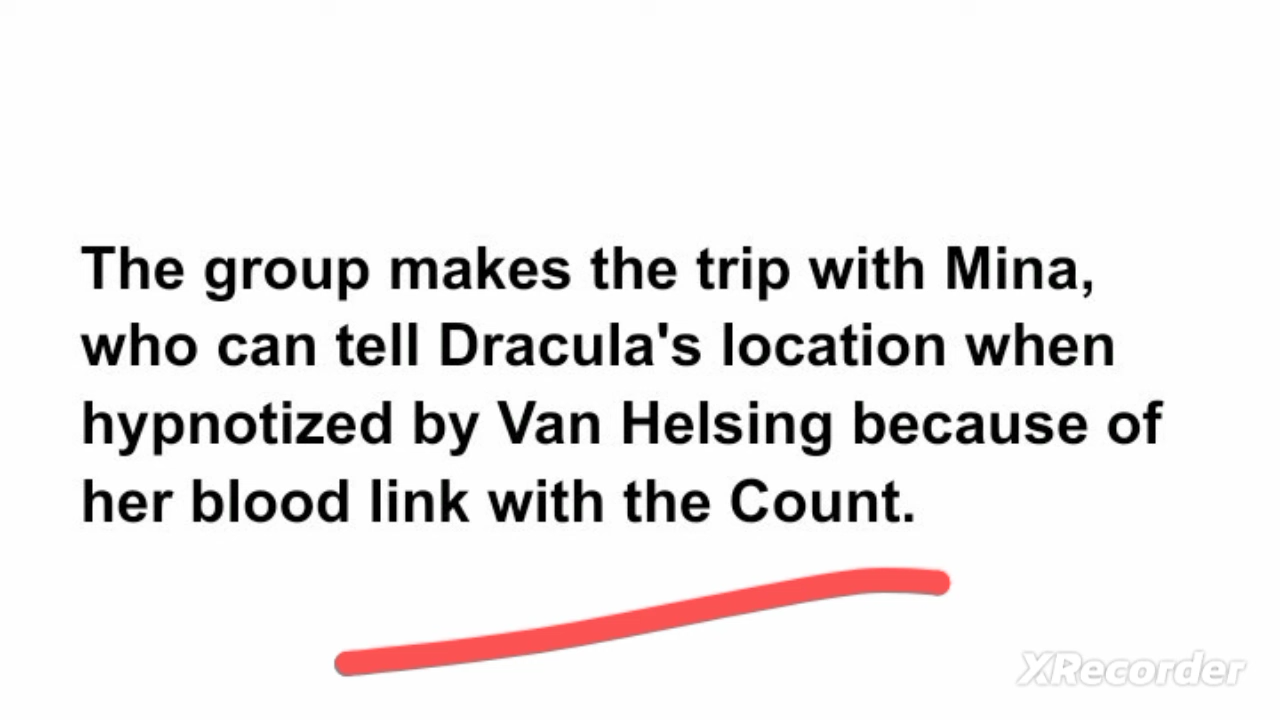 The group makes the trip with Mina,
who can tell Dracula's location when
hypnotized by Van Helsing because of
her blood link with the Count.
XRecorder